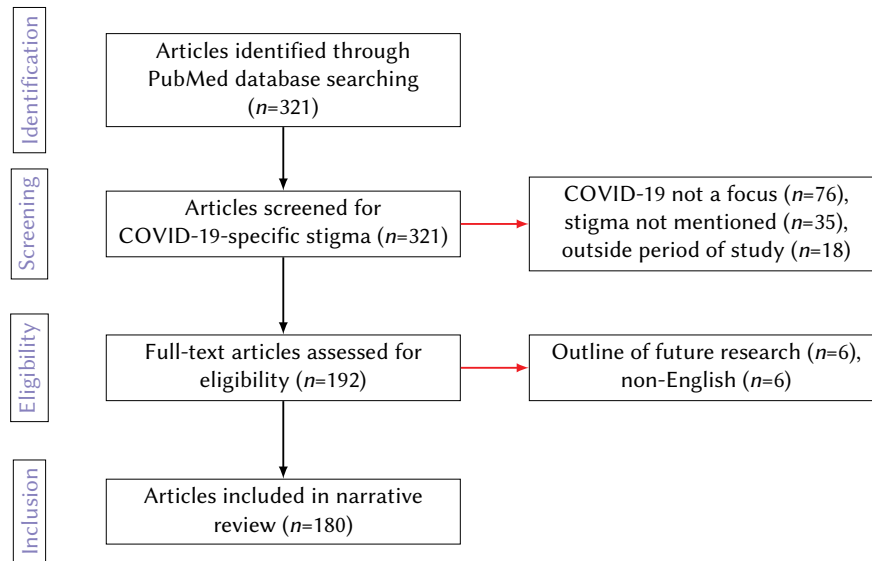 Identification
Articles identified through
PubMed database searching
(n=321)
Screening
Articles screened for
COVID-19-specific stigma (n=321)
COVID-19 not a focus (n=76),
stigma not mentioned (n=35),
outside period of study (n=18)
Eligibility
Full-text articles assessed for
eligibility (n=192)
Outline of future research (n=6),
non-English (n=6)
Inclusion
Articles included in narrative
review (n=180)